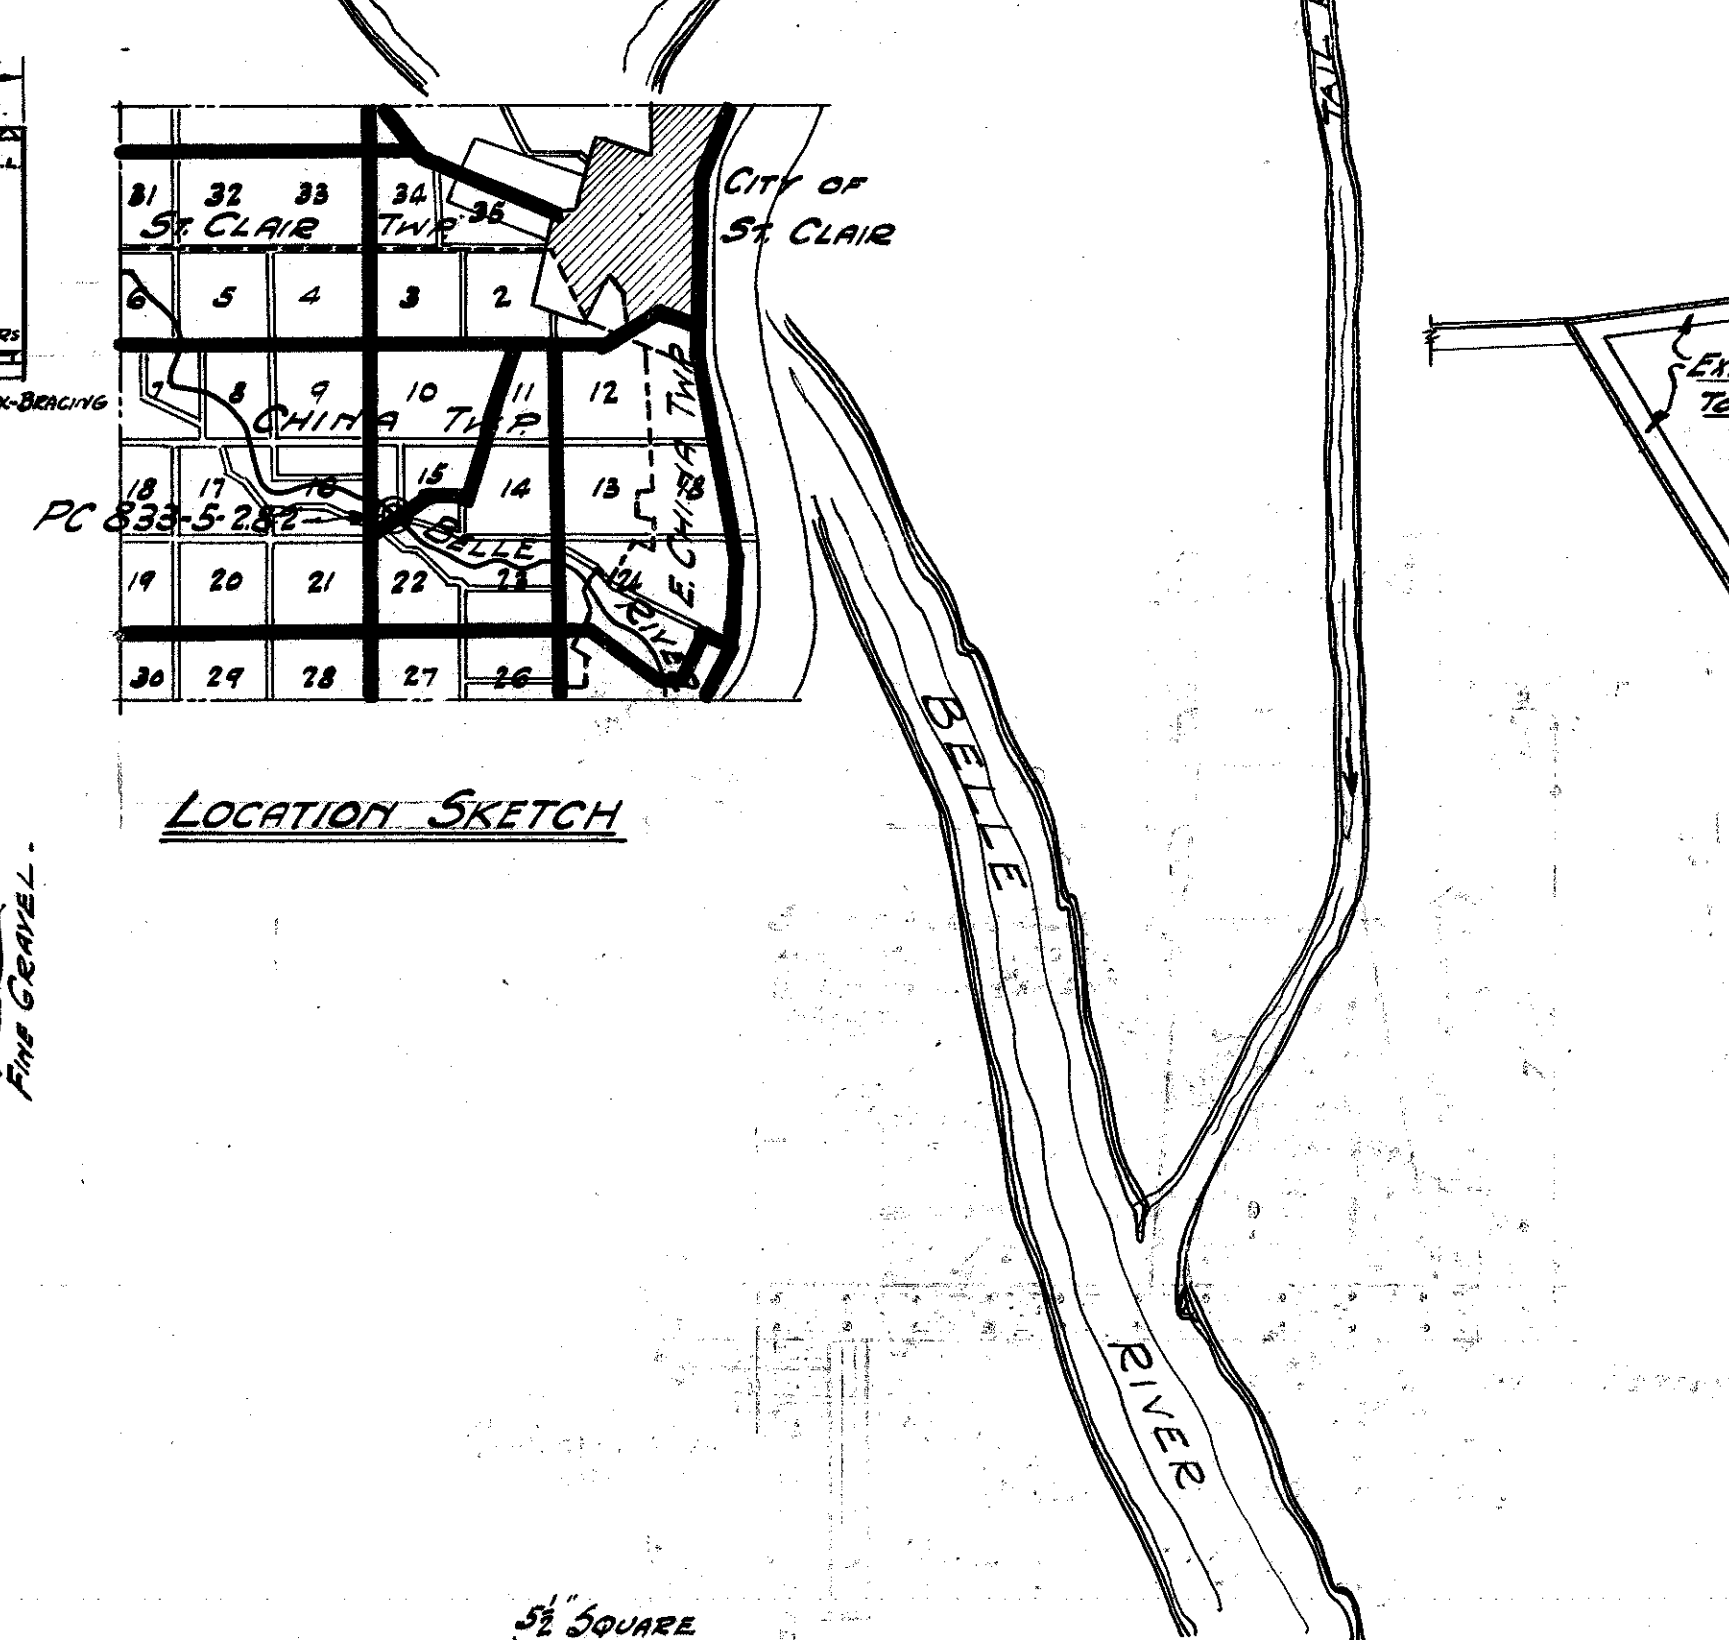 TAIL
CITY OF
ST. CLAIR
31 32 33 34 35
ST. CLAIR TWP.
6 5 4 3 2
7 8 9 10 11 12
CHINA TWP.
E. CHINA TWP.
18 17 16 15 14 13 18
PC 833-5-28.2
BELLE
RIVER
19 20 21 22 23 24
30 29 28 27 26
LOCATION SKETCH
X-BRACING
FINE GRAVEL.
BELLE
RIVER
5½" SQUARE